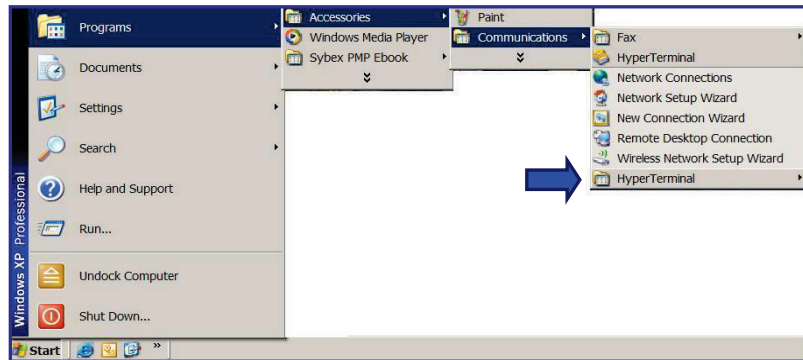 Programs
Documents
Settings
Search
Help and Support
Run...
Undock Computer
Shut Down...
Windows XP Professional
Start
»
Accessories
Windows Media Player
Sybex PMP Ebook
Paint
Communications
Fax
HyperTerminal
Network Connections
Network Setup Wizard
New Connection Wizard
Remote Desktop Connection
Wireless Network Setup Wizard
HyperTerminal